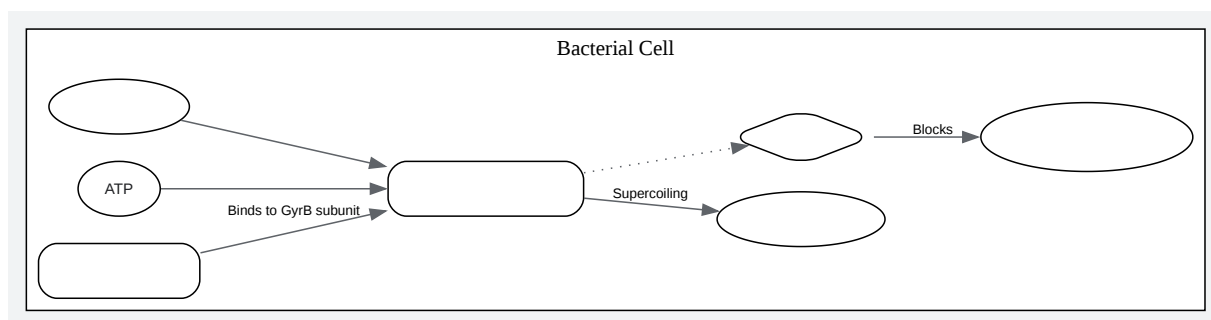 Bacterial Cell
Blocks
ATP
Supercoiling
Binds to GyrB subunit